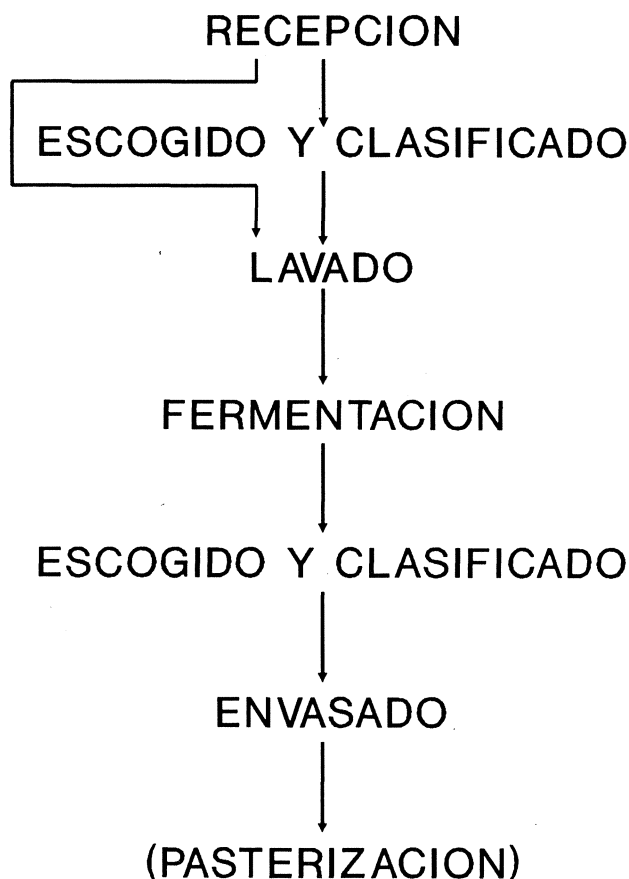 RECEPCION
ESCOGIDO Y CLASIFICADO
LAVADO
FERMENTACION
ESCOGIDO Y CLASIFICADO
ENVASADO
(PASTERIZACION)